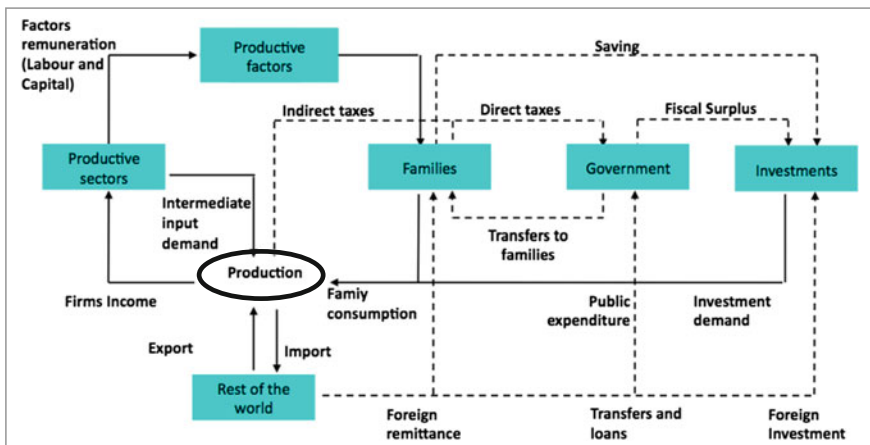 Factors
remuneration
(Labour and
Capital)
Productive
factors
Saving
Indirect taxes
Direct taxes
Fiscal Surplus
Productive
sectors
Families
Government
Investments
Intermediate
input
demand
Transfers to
families
Production
Firms Income
Famiy
consumption
Public
expenditure
Investment
demand
Export
Import
Rest of the
world
Foreign
remittance
Transfers and
loans
Foreign
Investment